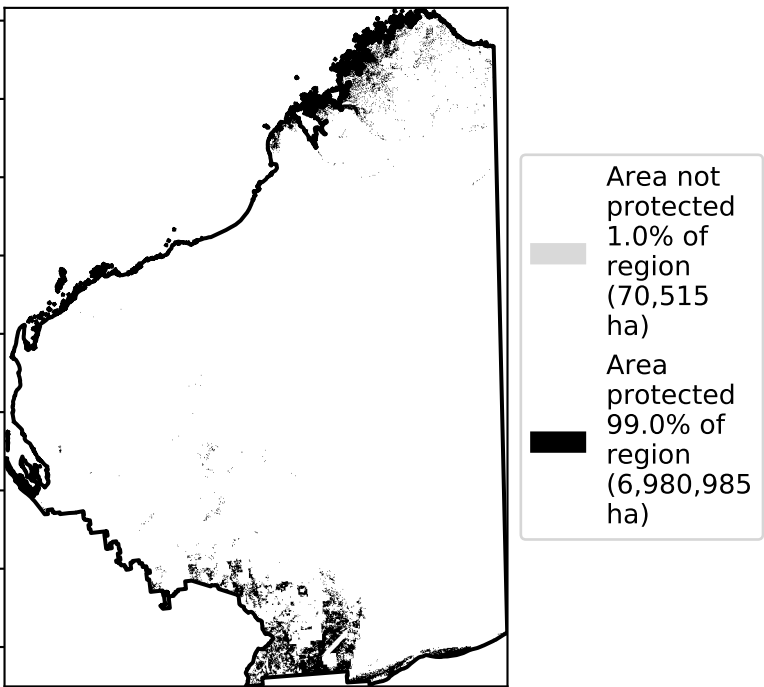 Area not
protected
1.0% of
region
(70,515
ha)
Area
protected
99.0% of
region
(6,980,985
ha)